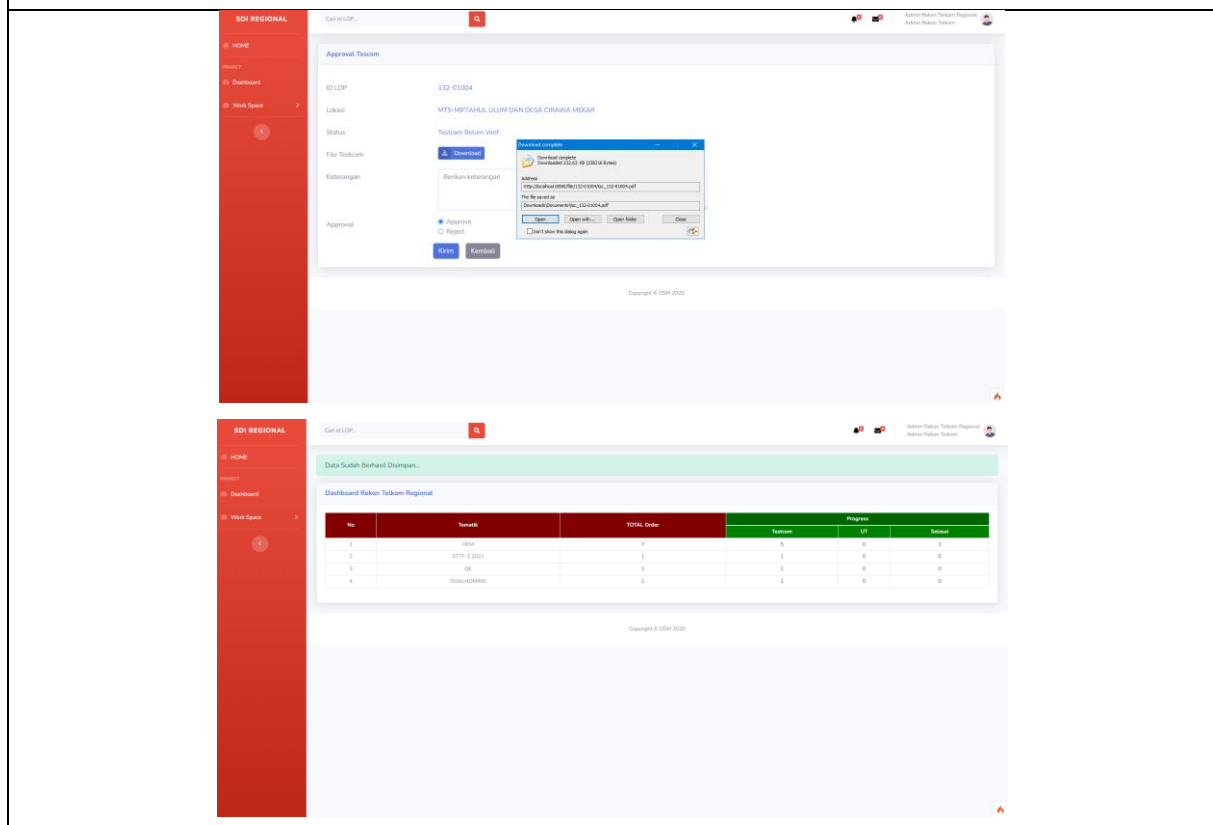 SDI REGIONAL
Cari id LOP...
Admin Rekon Telkom Regional
Admin Rekon Telkom
HOME
PROJECT
Dashboard
Work Space
Approval Tescom
ID LOP 132-01004
Lokasi MTS-MIFTAHUL ULUM DAN DESA CIRAWA MEKAR
Status Testcom Belum Verif
File Testcom Download
Keterangan Berikan keterangan
Approval Approve
Reject
Kirim Kembali
Download complete
Download complete
Address
The file saved as
Open Open with... Open folder Close
Don't show this dialog again
Copyright © OSM 2020
SDI REGIONAL
Cari id LOP...
Admin Rekon Telkom Regional
Admin Rekon Telkom
HOME
PROJECT
Dashboard
Work Space
Data Sudah Berhasil Disimpan...
Dashboard Rekon Telkom Regional
No Tematik TOTAL Order Progress
Testcom UT Selesai
1 HEM 7 5 0 2
2 STTF-2 2021 1 1 0 0
3 QE 1 1 0 0
4 DUALHOMING 1 1 0 0
Copyright © OSM 2020